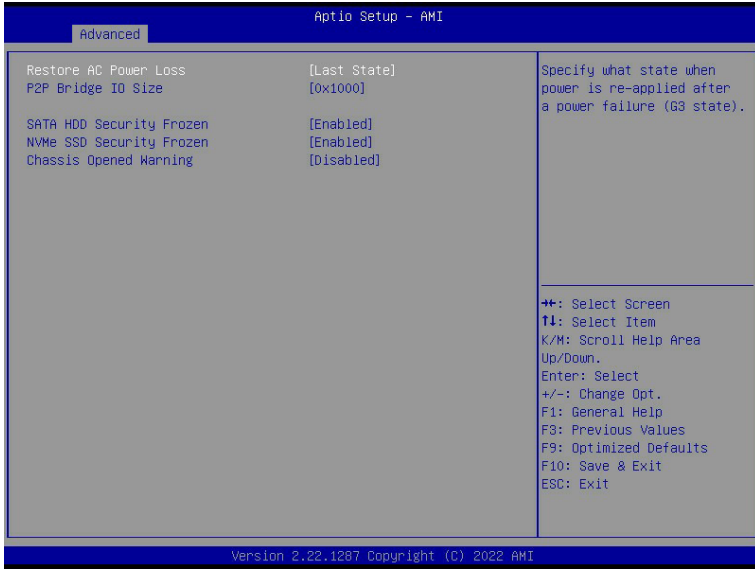 Aptio Setup – AMI
Advanced
Restore AC Power Loss [Last State]
P2P Bridge IO Size [0x1000]
SATA HDD Security Frozen [Enabled]
NVMe SSD Security Frozen [Enabled]
Chassis Opened Warning [Disabled]
Specify what state when
power is re-applied after
a power failure (G3 state).
→←: Select Screen
↑↓: Select Item
K/M: Scroll Help Area
Up/Down.
Enter: Select
+/-: Change Opt.
F1: General Help
F3: Previous Values
F9: Optimized Defaults
F10: Save & Exit
ESC: Exit
Version 2.22.1287 Copyright (C) 2022 AMI